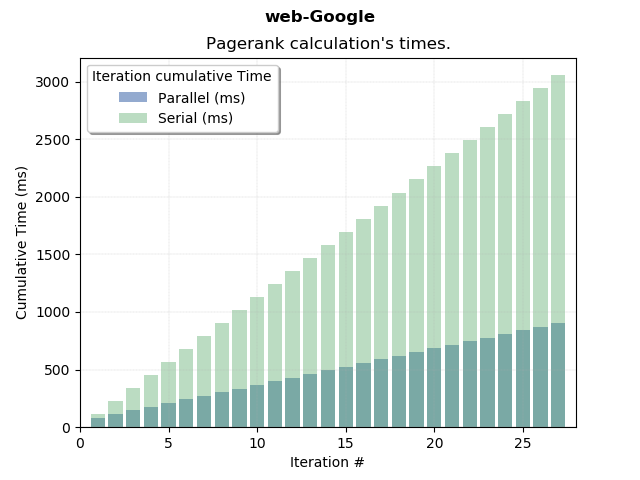 web-Google
Pagerank calculation's times.
Iteration cumulative Time
Parallel (ms)
Serial (ms)
Cumulative Time (ms)
3000
2500
2000
1500
1000
500
0
0 5 10 15 20 25
Iteration #